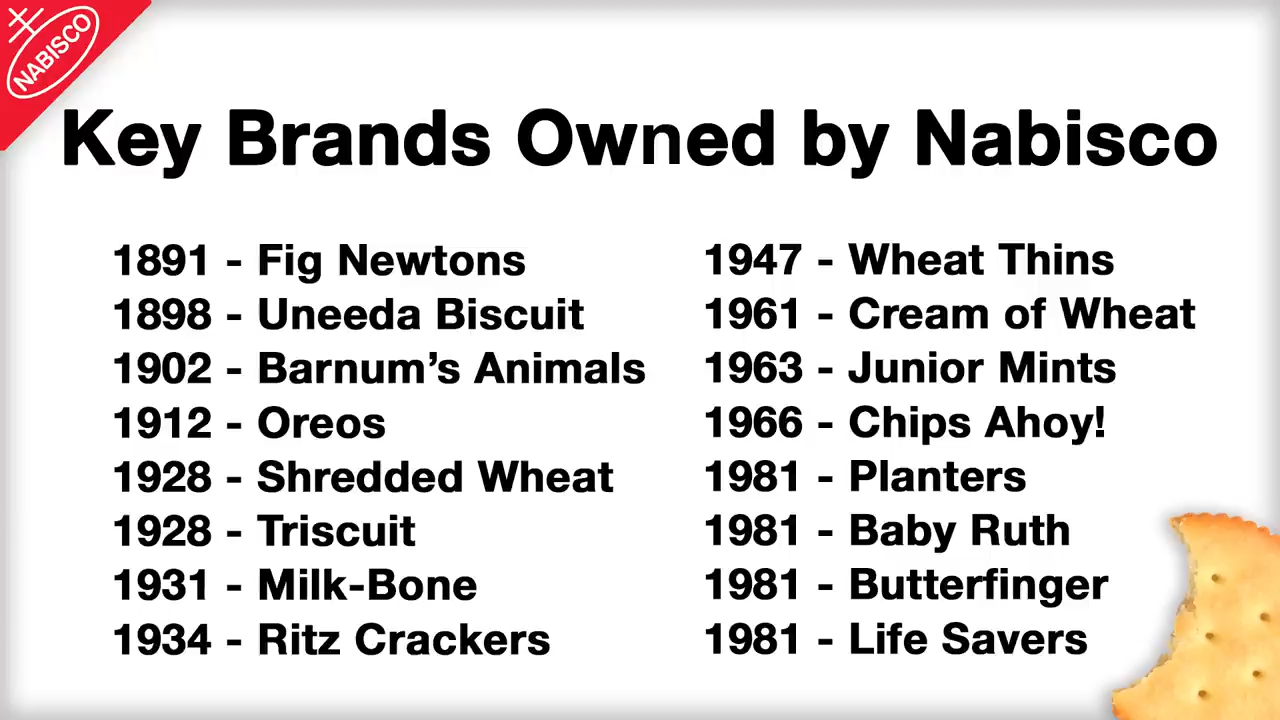 NABISCO
Key Brands Owned by Nabisco
1891 - Fig Newtons
1898 - Uneeda Biscuit
1902 - Barnum’s Animals
1912 - Oreos
1928 - Shredded Wheat
1928 - Triscuit
1931 - Milk-Bone
1934 - Ritz Crackers
1947 - Wheat Thins
1961 - Cream of Wheat
1963 - Junior Mints
1966 - Chips Ahoy!
1981 - Planters
1981 - Baby Ruth
1981 - Butterfinger
1981 - Life Savers